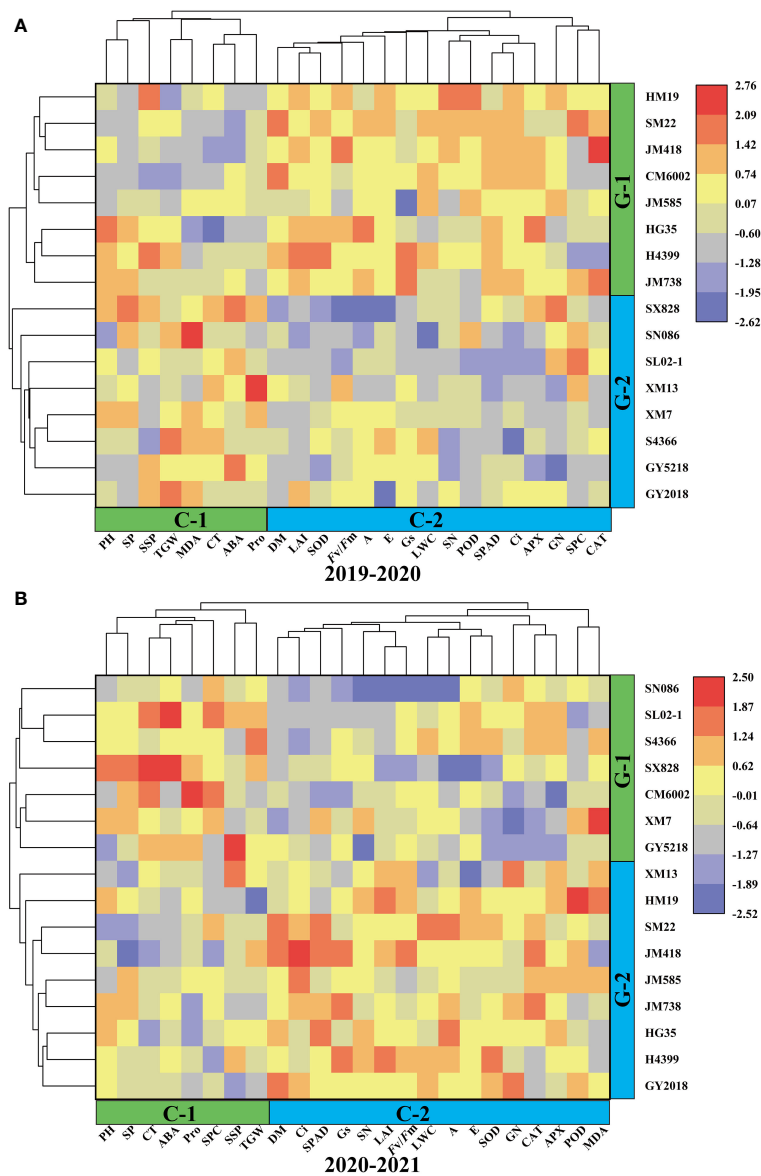 A
HM19
SM22
JM418
CM6002
JM585
HG35
H4399
JM738
SX828
SN086
SL02-1
XM13
XM7
S4366
GY5218
GY2018
G-1
G-2
2.76
2.09
1.42
0.74
0.07
-0.60
-1.28
-1.95
-2.62
C-1
C-2
PH SP SSP TGW MDA CT ABA Pro DM LAI SOD Fv/Fm A E Gs LWC SN POD SPAD Ci APX GN SPC CAT
2019-2020
B
SN086
SL02-1
S4366
SX828
CM6002
XM7
GY5218
XM13
HM19
SM22
JM418
JM585
JM738
HG35
H4399
GY2018
G-1
G-2
2.50
1.87
1.24
0.62
-0.01
-0.64
-1.27
-1.89
-2.52
C-1
C-2
PH SP CT ABA Pro SPC SSP TGW DM Ci SPAD Gs SN LAI Fv/Fm LWC A E SOD GN CAT APX POD MDA
2020-2021